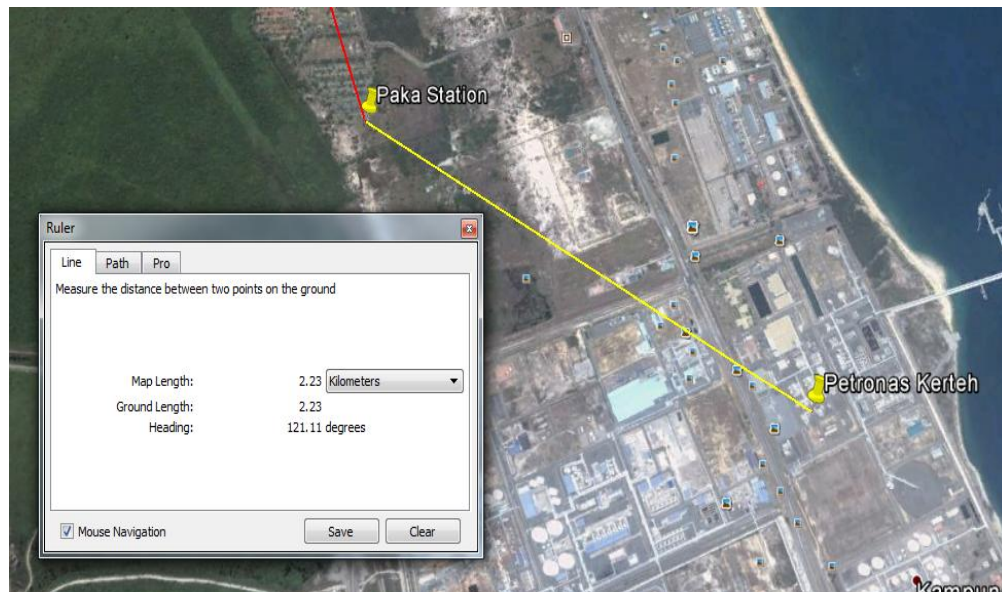 Paka Station
Ruler
Line Path Pro
Measure the distance between two points on the ground
Map Length: 2.23 Kilometers
Ground Length: 2.23
Heading: 121.11 degrees
Mouse Navigation Save Clear
Petronas Kerteh
Kampun